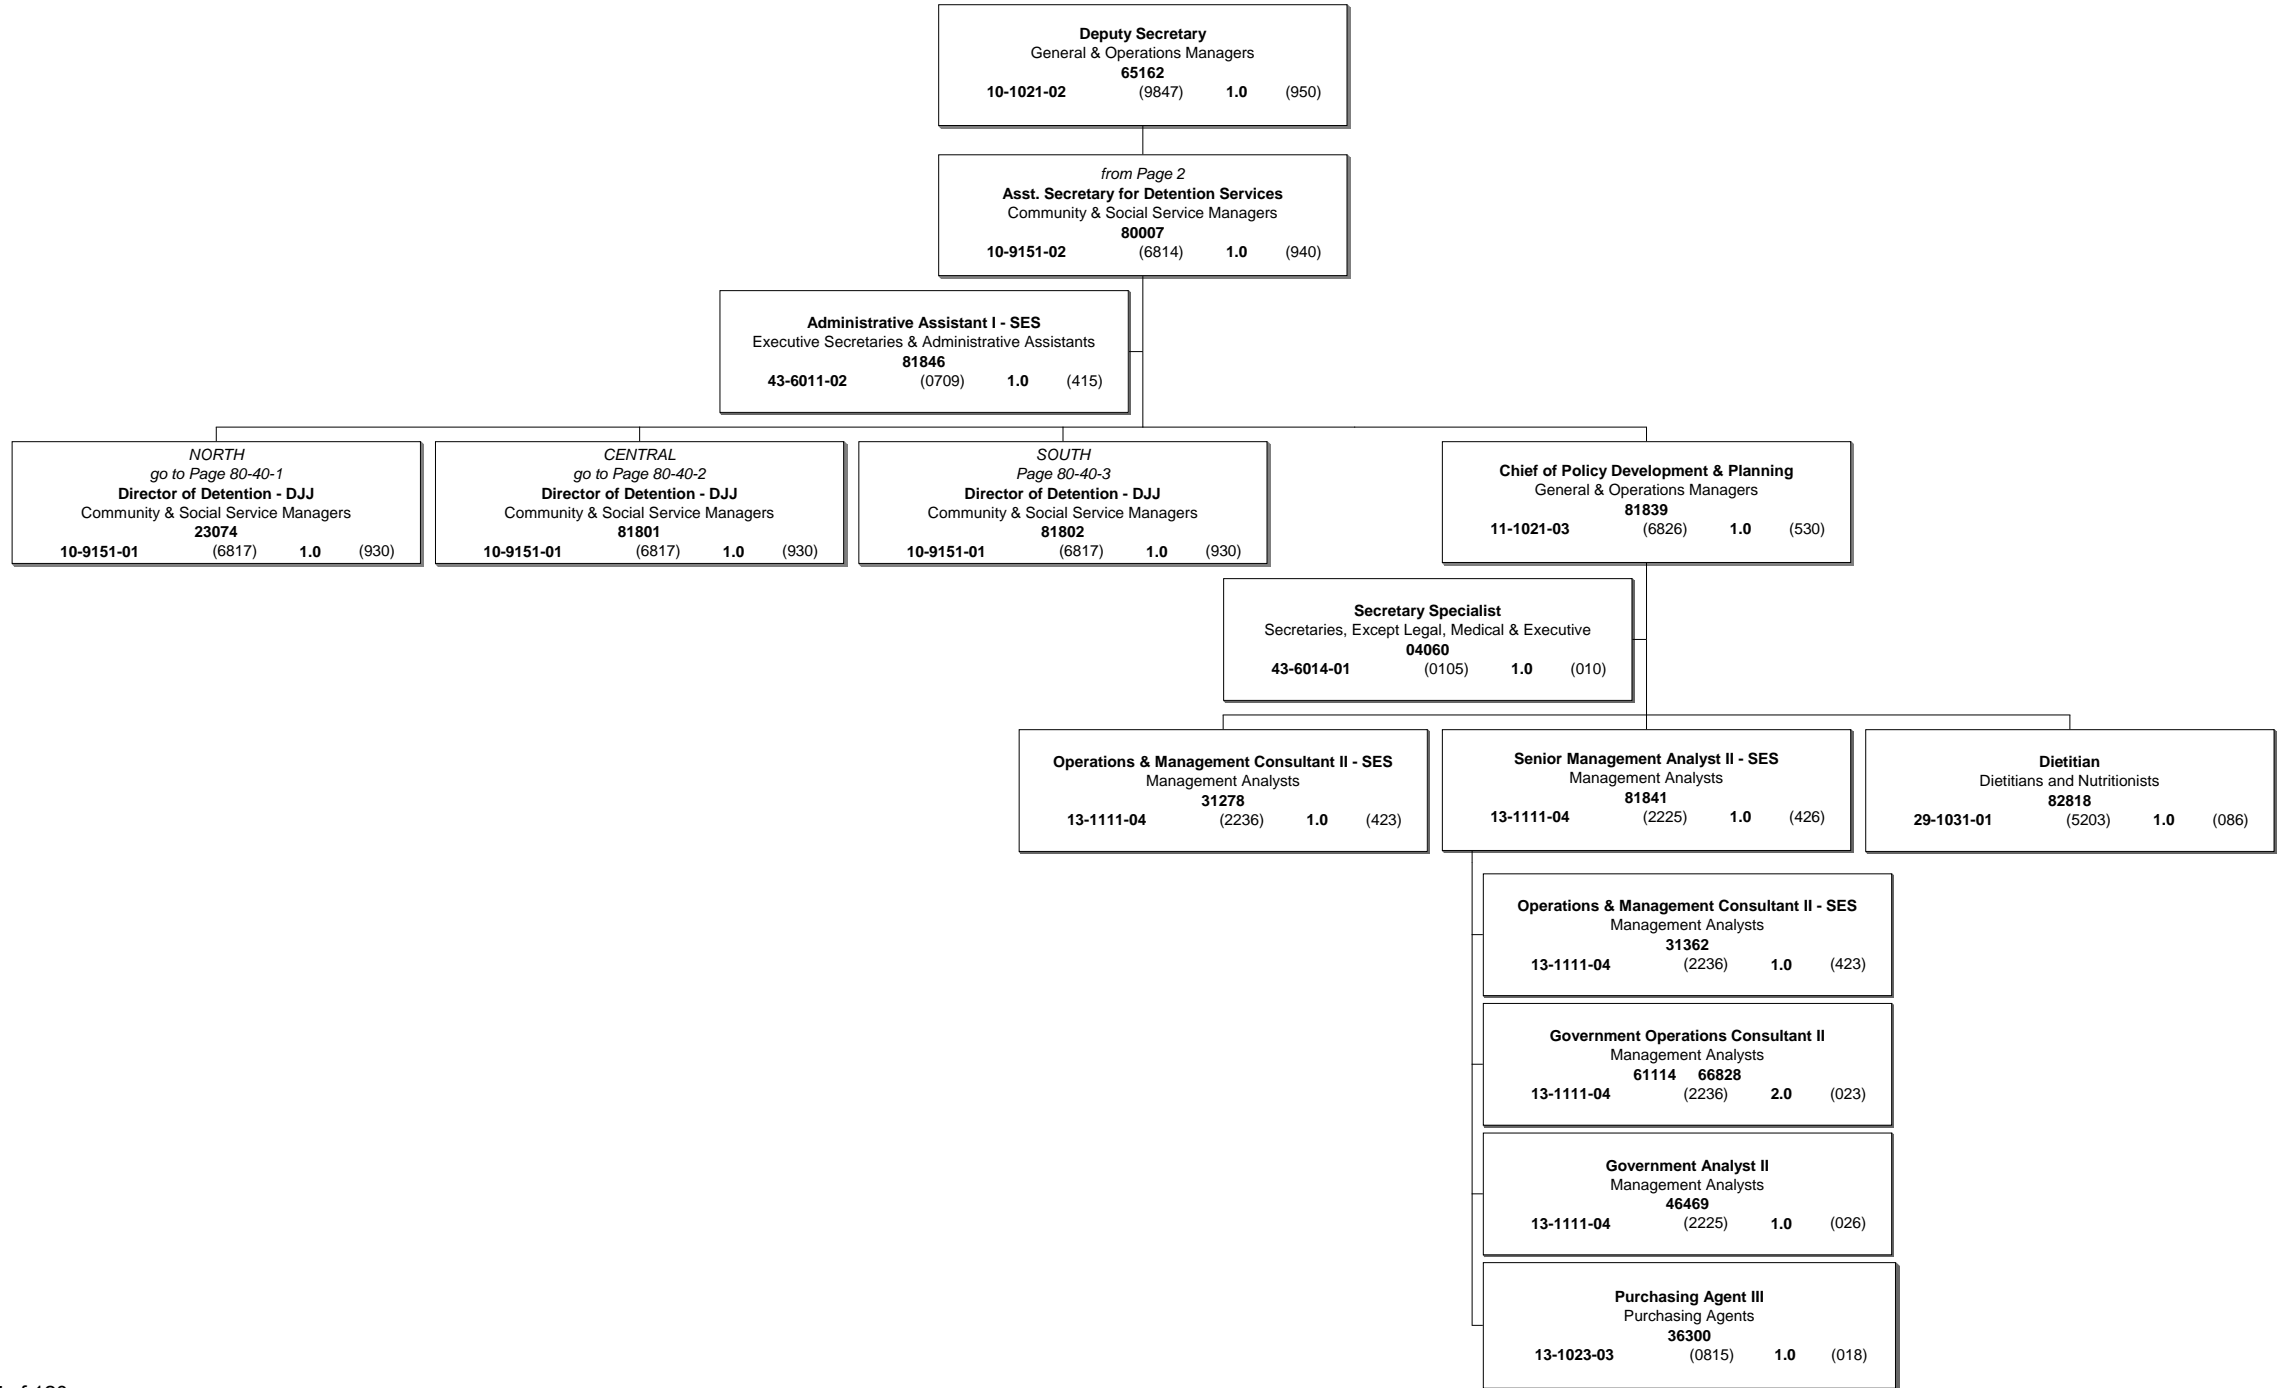 Deputy Secretary
General & Operations Managers
65162
10-1021-02 (9847) 1.0 (950)
from Page 2
Asst. Secretary for Detention Services
Community & Social Service Managers
80007
10-9151-02 (6814) 1.0 (940)
Administrative Assistant I - SES
Executive Secretaries & Administrative Assistants
81846
43-6011-02 (0709) 1.0 (415)
NORTH
go to Page 80-40-1
Director of Detention - DJJ
Community & Social Service Managers
23074
10-9151-01 (6817) 1.0 (930)
CENTRAL
go to Page 80-40-2
Director of Detention - DJJ
Community & Social Service Managers
81801
10-9151-01 (6817) 1.0 (930)
SOUTH
Page 80-40-3
Director of Detention - DJJ
Community & Social Service Managers
81802
10-9151-01 (6817) 1.0 (930)
Chief of Policy Development & Planning
General & Operations Managers
81839
11-1021-03 (6826) 1.0 (530)
Secretary Specialist
Secretaries, Except Legal, Medical & Executive
04060
43-6014-01 (0105) 1.0 (010)
Operations & Management Consultant II - SES
Management Analysts
31278
13-1111-04 (2236) 1.0 (423)
Senior Management Analyst II - SES
Management Analysts
81841
13-1111-04 (2225) 1.0 (426)
Dietitian
Dietitians and Nutritionists
82818
29-1031-01 (5203) 1.0 (086)
Operations & Management Consultant II - SES
Management Analysts
31362
13-1111-04 (2236) 1.0 (423)
Government Operations Consultant II
Management Analysts
61114 66828
13-1111-04 (2236) 2.0 (023)
Government Analyst II
Management Analysts
46469
13-1111-04 (2225) 1.0 (026)
Purchasing Agent III
Purchasing Agents
36300
13-1023-03 (0815) 1.0 (018)